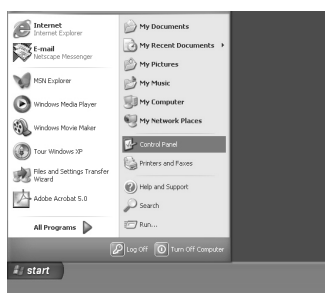 Internet
Internet Explorer
E-mail
Netscape Messenger
MSN Explorer
Windows Media Player
Windows Movie Maker
Tour Windows XP
Files and Settings Transfer
Wizard
Adobe Acrobat 5.0
All Programs
My Documents
My Recent Documents
My Pictures
My Music
My Computer
My Network Places
Control Panel
Printers and Faxes
Help and Support
Search
Run...
Log Off
Turn Off Computer
start